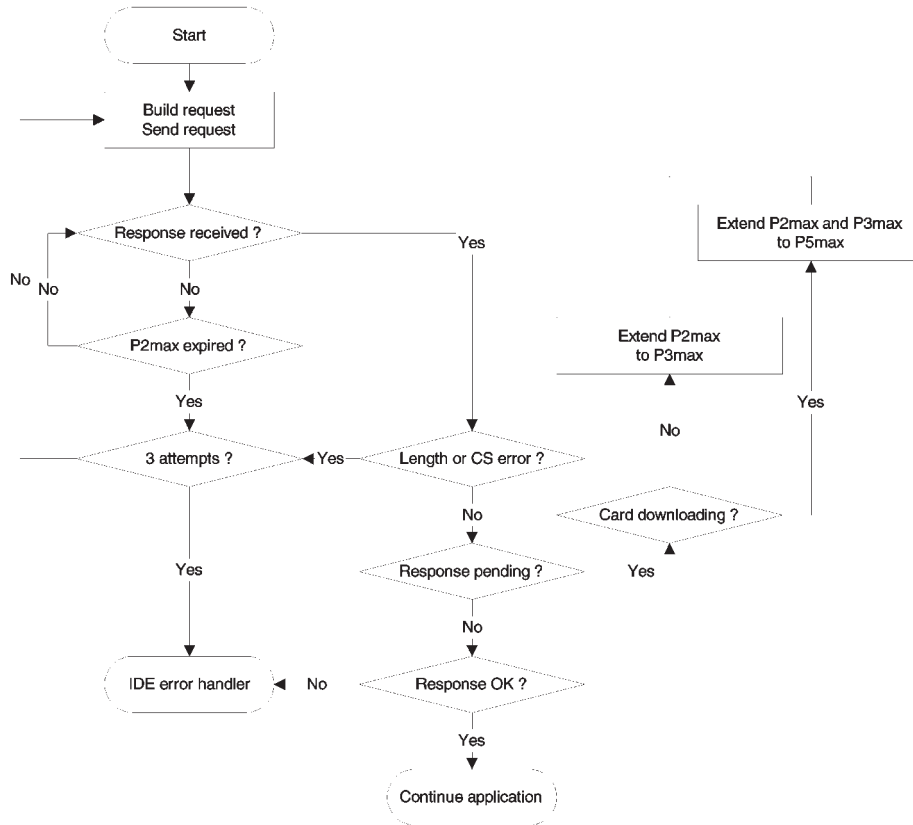 Start
Build request
Send request
Response received ?
Yes
Extend P2max and P3max
to P5max
No
No
No
P2max expired ?
Extend P2max
to P3max
Yes
Yes
No
3 attempts ?
Yes
Length or CS error ?
No
Card downloading ?
Yes
Response pending ?
Yes
No
IDE error handler
No
Response OK ?
Yes
Continue application